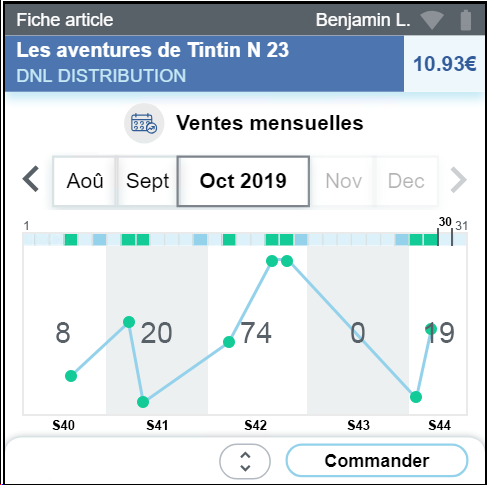 Fiche article Benjamin L.
Les aventures de Tintin N 23
10.93€
DNL DISTRIBUTION
Ventes mensuelles
Aoû Sept Oct 2019 Nov Dec
1 30 31
8 20 74 0 19
S40 S41 S42 S43 S44
Commander